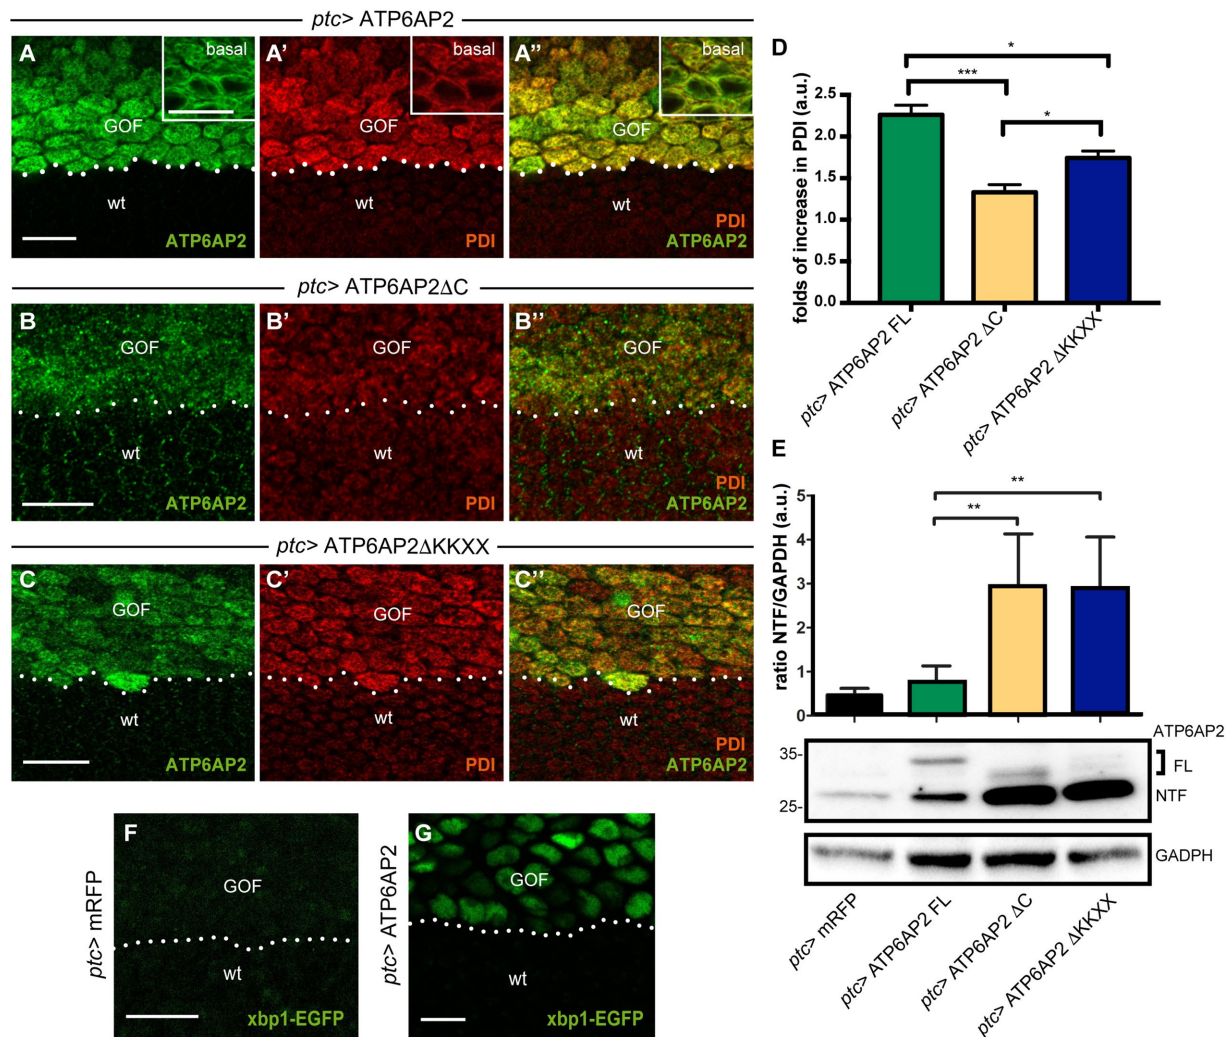 ptc> ATP6AP2
A
basal
GOF
wt
ATP6AP2
A'
basal
wt
PDI
A''
basal
GOF
wt
PDI
ATP6AP2
ptc> ATP6AP2ΔC
B
GOF
wt
ATP6AP2
B'
GOF
wt
PDI
B''
GOF
wt
PDI
ATP6AP2
ptc> ATP6AP2ΔKKXX
C
GOF
wt
ATP6AP2
C'
GOF
wt
PDI
C''
GOF
wt
PDI
ATP6AP2
D
*
***
*
folds of increase in PDI (a.u.)
2.5
2.0
1.5
1.0
0.5
0.0
ptc> ATP6AP2 FL
ptc> ATP6AP2 ΔC
ptc> ATP6AP2 ΔKKXX
E
**
**
ratio NTF/GAPDH (a.u.)
5
4
3
2
1
0
ATP6AP2
35-
FL
25-
NTF
GADPH
ptc> mRFP
ptc> ATP6AP2 FL
ptc> ATP6AP2 ΔC
ptc> ATP6AP2 ΔKKXX
ptc> mRFP
F
GOF
wt
xbp1-EGFP
ptc> ATP6AP2
G
GOF
wt
xbp1-EGFP